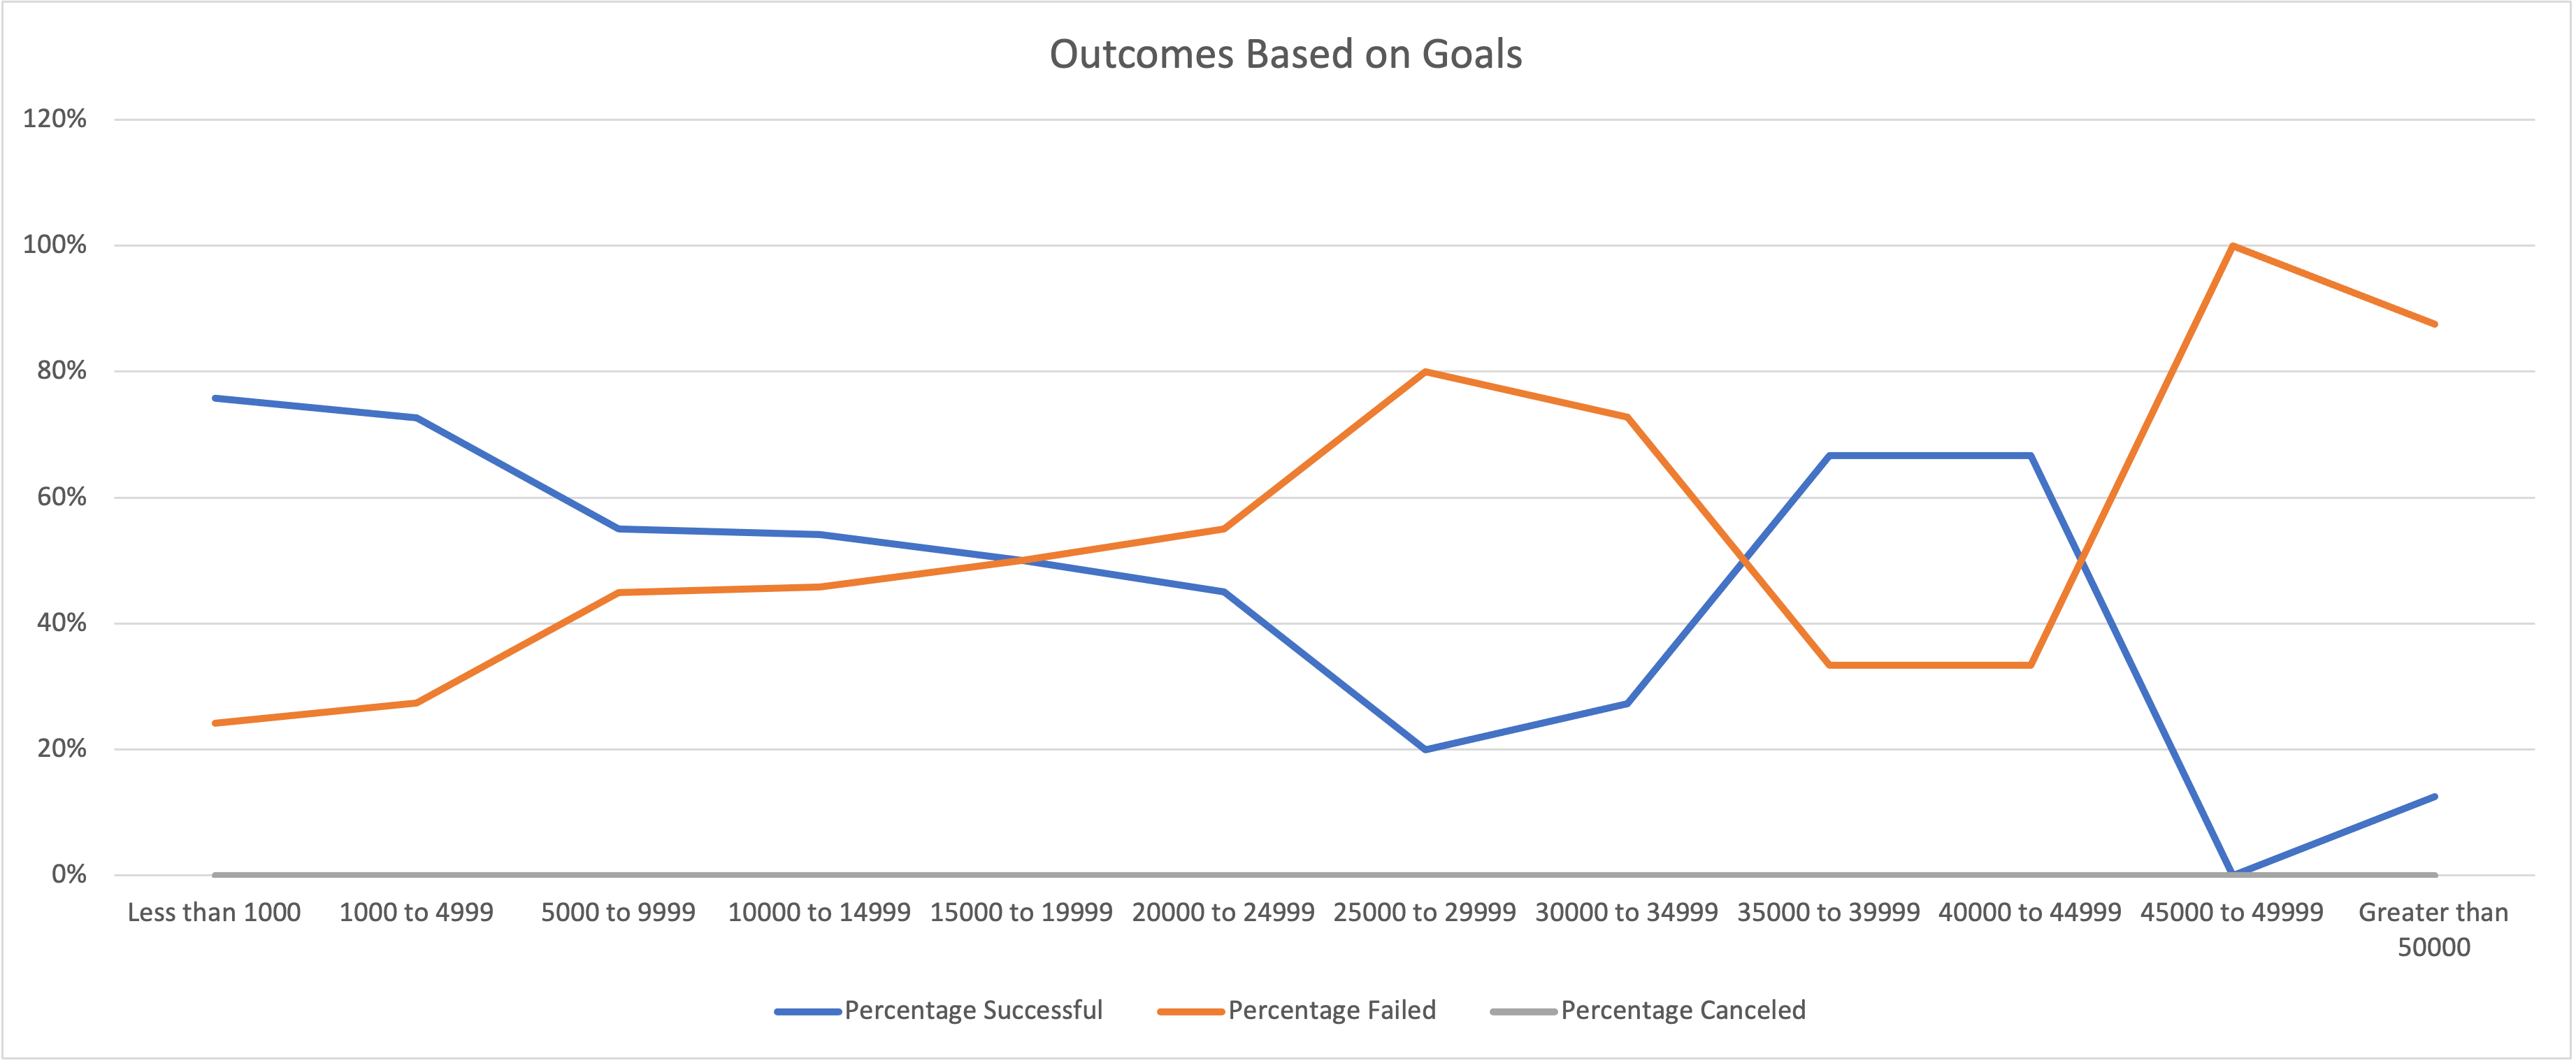 Outcomes Based on Goals
120%
100%
80%
60%
40%
20%
0%
Less than 1000
1000 to 4999
5000 to 9999
10000 to 14999
15000 to 19999
20000 to 24999
25000 to 29999
30000 to 34999
35000 to 39999
40000 to 44999
45000 to 49999
Greater than
50000
Percentage Successful
Percentage Failed
Percentage Canceled